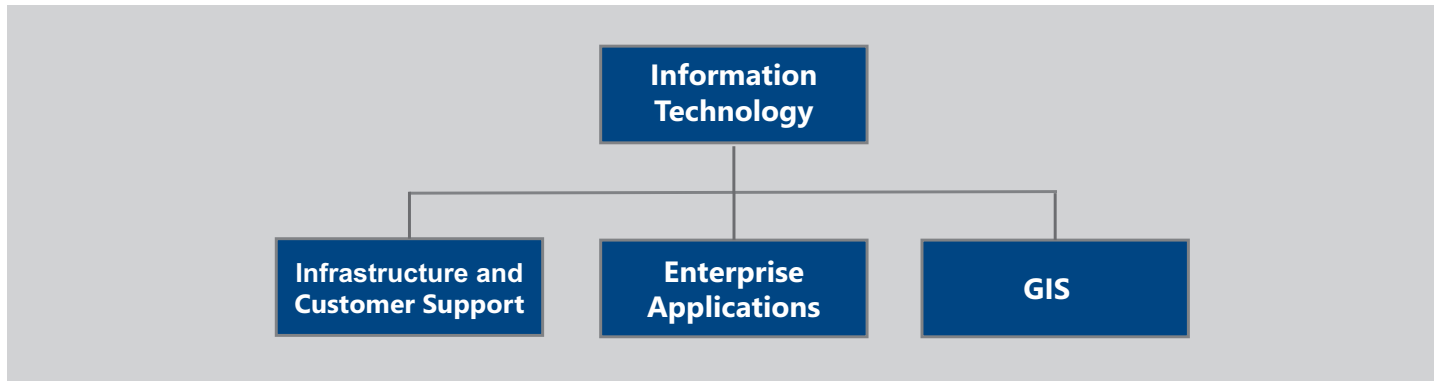 Information
Technology
Infrastructure and
Customer Support
Enterprise
Applications
GIS